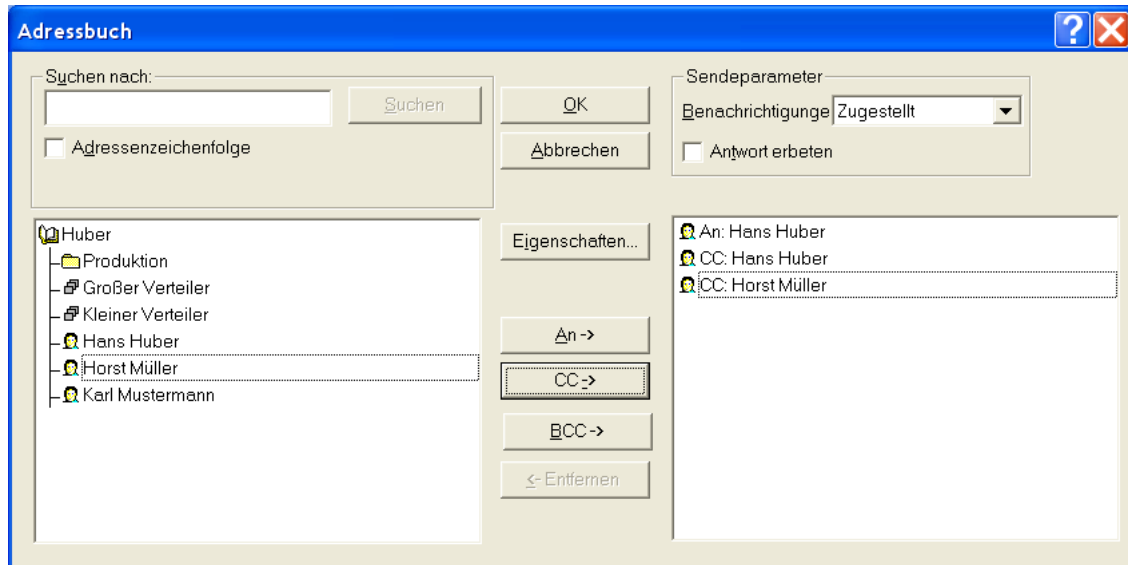 Adressbuch
Suchen nach:
Suchen
Adressenzeichenfolge
OK
Abbrechen
Sendeparameter
Benachrichtigunge Zugestellt
Antwort erbeten
Huber
Produktion
Großer Verteiler
Kleiner Verteiler
Hans Huber
Horst Müller
Karl Mustermann
Eigenschaften...
An ->
CC ->
BCC ->
<- Entfernen
An: Hans Huber
CC: Hans Huber
CC: Horst Müller